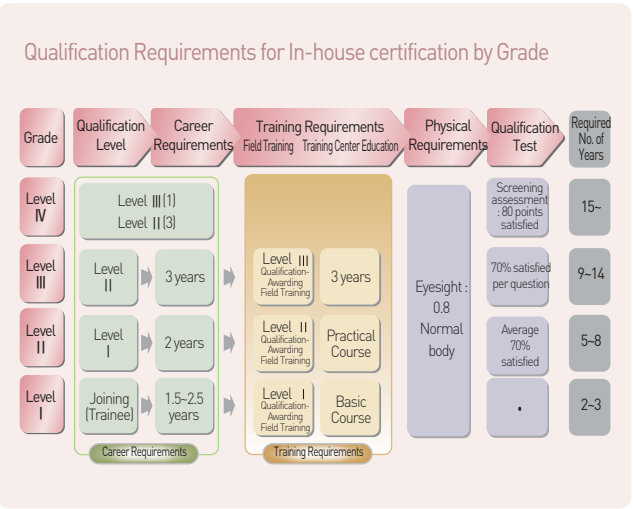 Qualification Requirements for In-house certification by Grade
Grade
Qualification
Level
Career
Requirements
Training Requirements
Field Training Training Center Education
Physical
Requirements
Qualification
Test
Required
No. of
Years
Level
IV
Level III (1)
Level II (3)
Screening
assessment
: 80 points
satisfied
15~
Level
III
Level
II
3 years
Level III
Qualification-
Awarding
Field Training
3 years
70% satisfied
per question
9~14
Eyesight :
0.8
Normal
body
Level
II
Level
I
2 years
Level II
Qualification-
Awarding
Field Training
Practical
Course
Average
70%
satisfied
5~8
Level
I
Joining
(Trainee)
1.5~2.5
years
Level I
Qualification-
Awarding
Field Training
Basic
Course
•
2~3
Career Requirements
Training Requirements